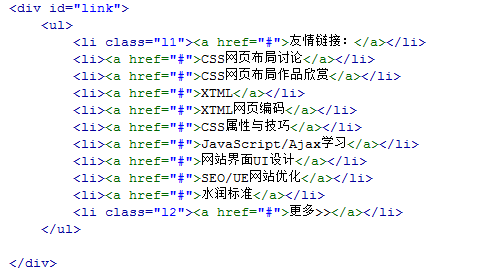 <div id="link">
<ul>
<li class="l1"><a href="#">友情链接：</a></li>
<li><a href="#">CSS网页布局讨论</a></li>
<li><a href="#">CSS网页布局作品欣赏</a></li>
<li><a href="#">XTML</a></li>
<li><a href="#">XTML网页编码</a></li>
<li><a href="#">CSS属性与技巧</a></li>
<li><a href="#">JavaScript/Ajax学习</a></li>
<li><a href="#">网站界面UI设计</a></li>
<li><a href="#">SEO/UE网站优化</a></li>
<li><a href="#">水润标准</a></li>
<li class="l2"><a href="#">更多>></a></li>
</ul>
</div>